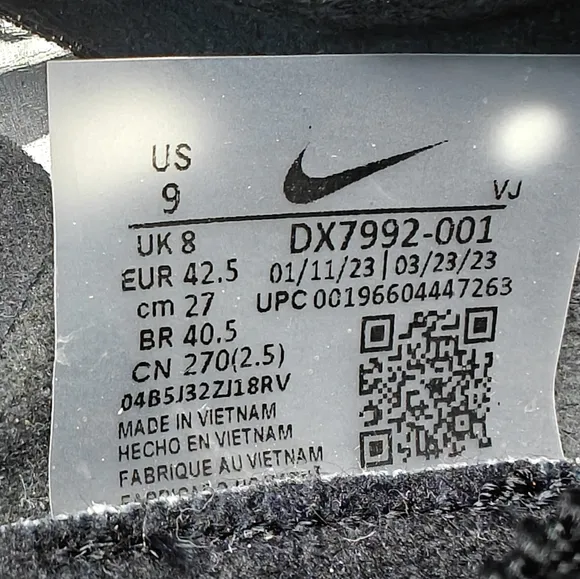 US
9
VJ
UK 8
DX7992-001
EUR 42.5
01/11/23 | 03/23/23
cm 27
UPC 00196604447263
BR 40.5
CN 270(2.5)
04B5J32ZJ18RV
MADE IN VIETNAM
HECHO EN VIETNAM
FABRIQUE AU VIETNAM